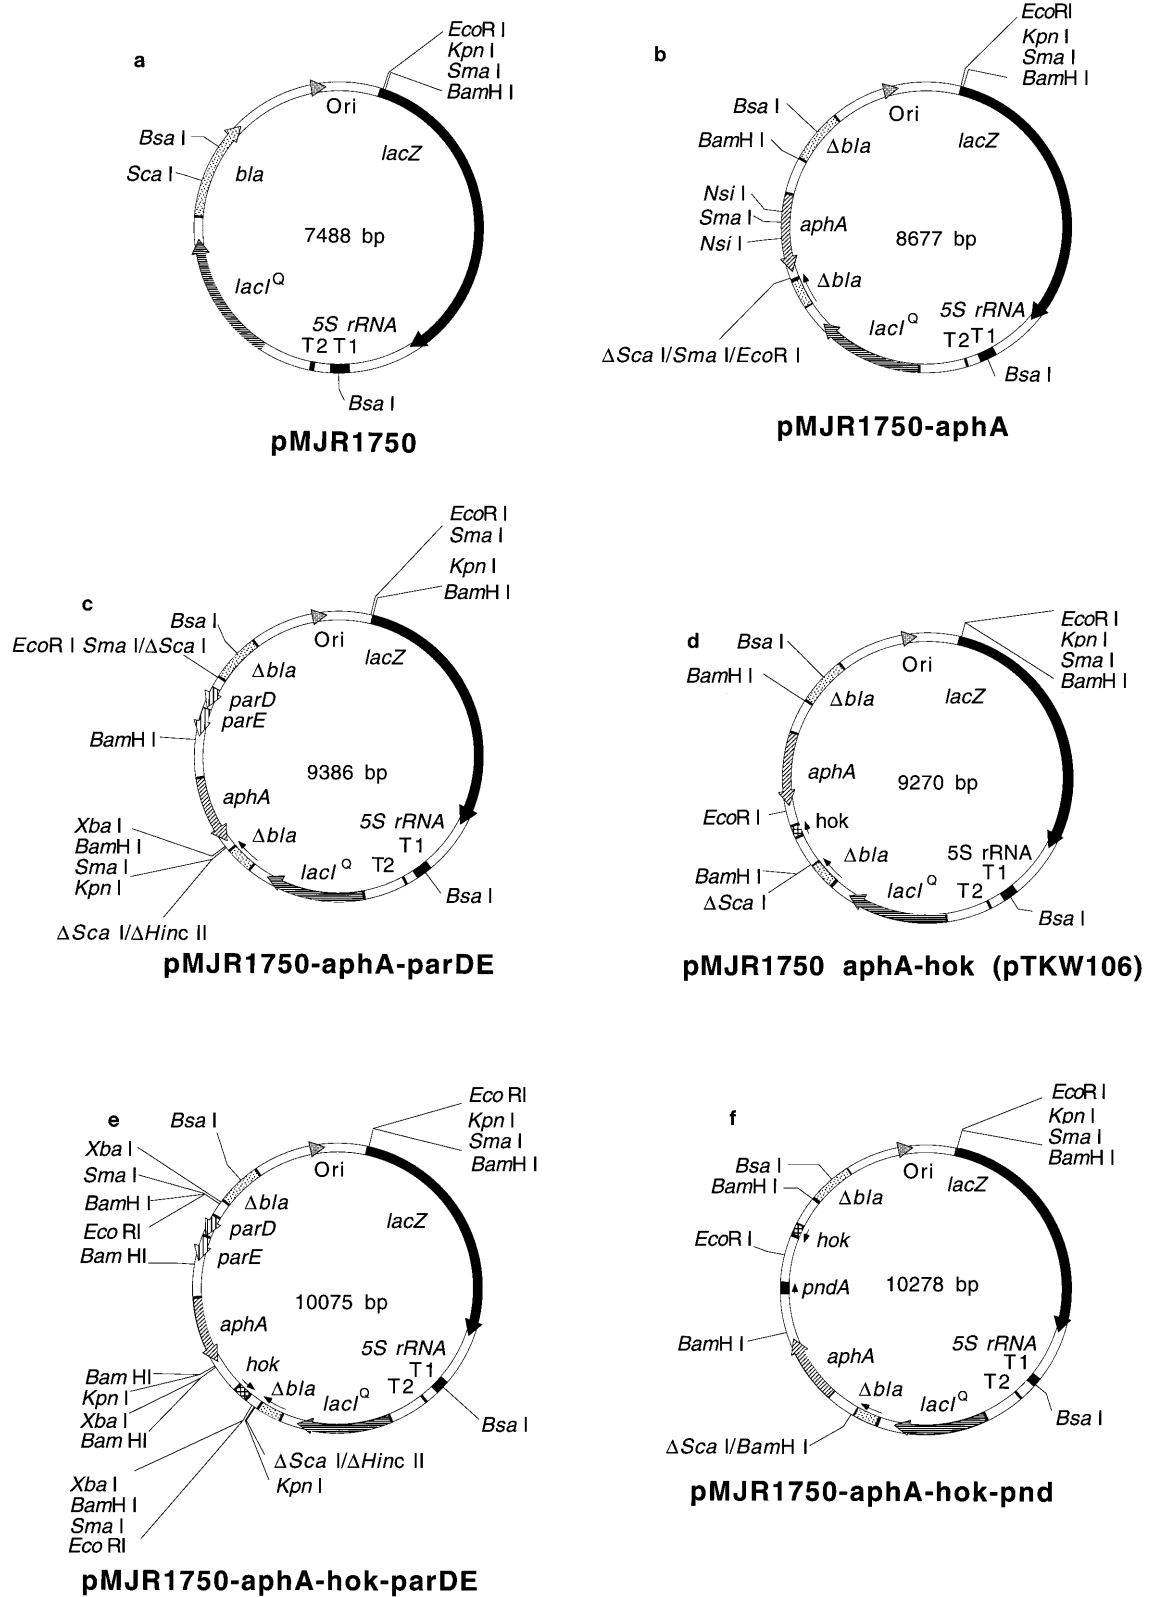 a
EcoR I
Kpn I
Sma I
BamH I
Ori
Bsa I
Sca I
bla
lacZ
7488 bp
lacI Q
5S rRNA
T2 T1
Bsa I
pMJR1750
b
EcoRI
Kpn I
Sma I
BamH I
Ori
Bsa I
BamH I
Δbla
lacZ
Nsi I
Sma I
Nsi I
aphA
8677 bp
Δbla
lacI Q
5S rRNA
T2 T1
ΔSca I/Sma I/EcoR I
Bsa I
pMJR1750-aphA
c
EcoR I
Sma I
Kpn I
BamH I
Bsa I
EcoR I Sma I/ΔSca I
Ori
lacZ
Δbla
parD
parE
BamH I
9386 bp
aphA
5S rRNA
T1
T2
Xba I
BamH I
Sma I
Kpn I
Δbla
lacI Q
Bsa I
ΔSca I/ΔHinc II
pMJR1750-aphA-parDE
d
EcoR I
Kpn I
Sma I
BamH I
Bsa I
BamH I
Ori
Δbla
lacZ
aphA
9270 bp
EcoR I
hok
5S rRNA
T1
T2
BamH I
ΔSca I
Δbla
lacI Q
Bsa I
pMJR1750 aphA-hok (pTKW106)
e
Eco RI
Kpn I
Sma I
BamH I
Bsa I
Xba I
Sma I
BamH I
Eco RI
Bam HI
Ori
Δbla
parD
parE
lacZ
10075 bp
aphA
5S rRNA
T1
T2
hok
Δbla
lacI Q
Bam HI
Kpn I
Xba I
Bam HI
Bsa I
ΔSca I/ΔHinc II
Kpn I
Xba I
BamH I
Sma I
Eco RI
pMJR1750-aphA-hok-parDE
f
EcoR I
Kpn I
Sma I
BamH I
Bsa I
BamH I
Ori
Δbla
lacZ
EcoR I
hok
pndA
10278 bp
BamH I
aphA
5S rRNA
T1
T2
Δbla
lacI Q
Bsa I
ΔSca I/BamH I
pMJR1750-aphA-hok-pnd